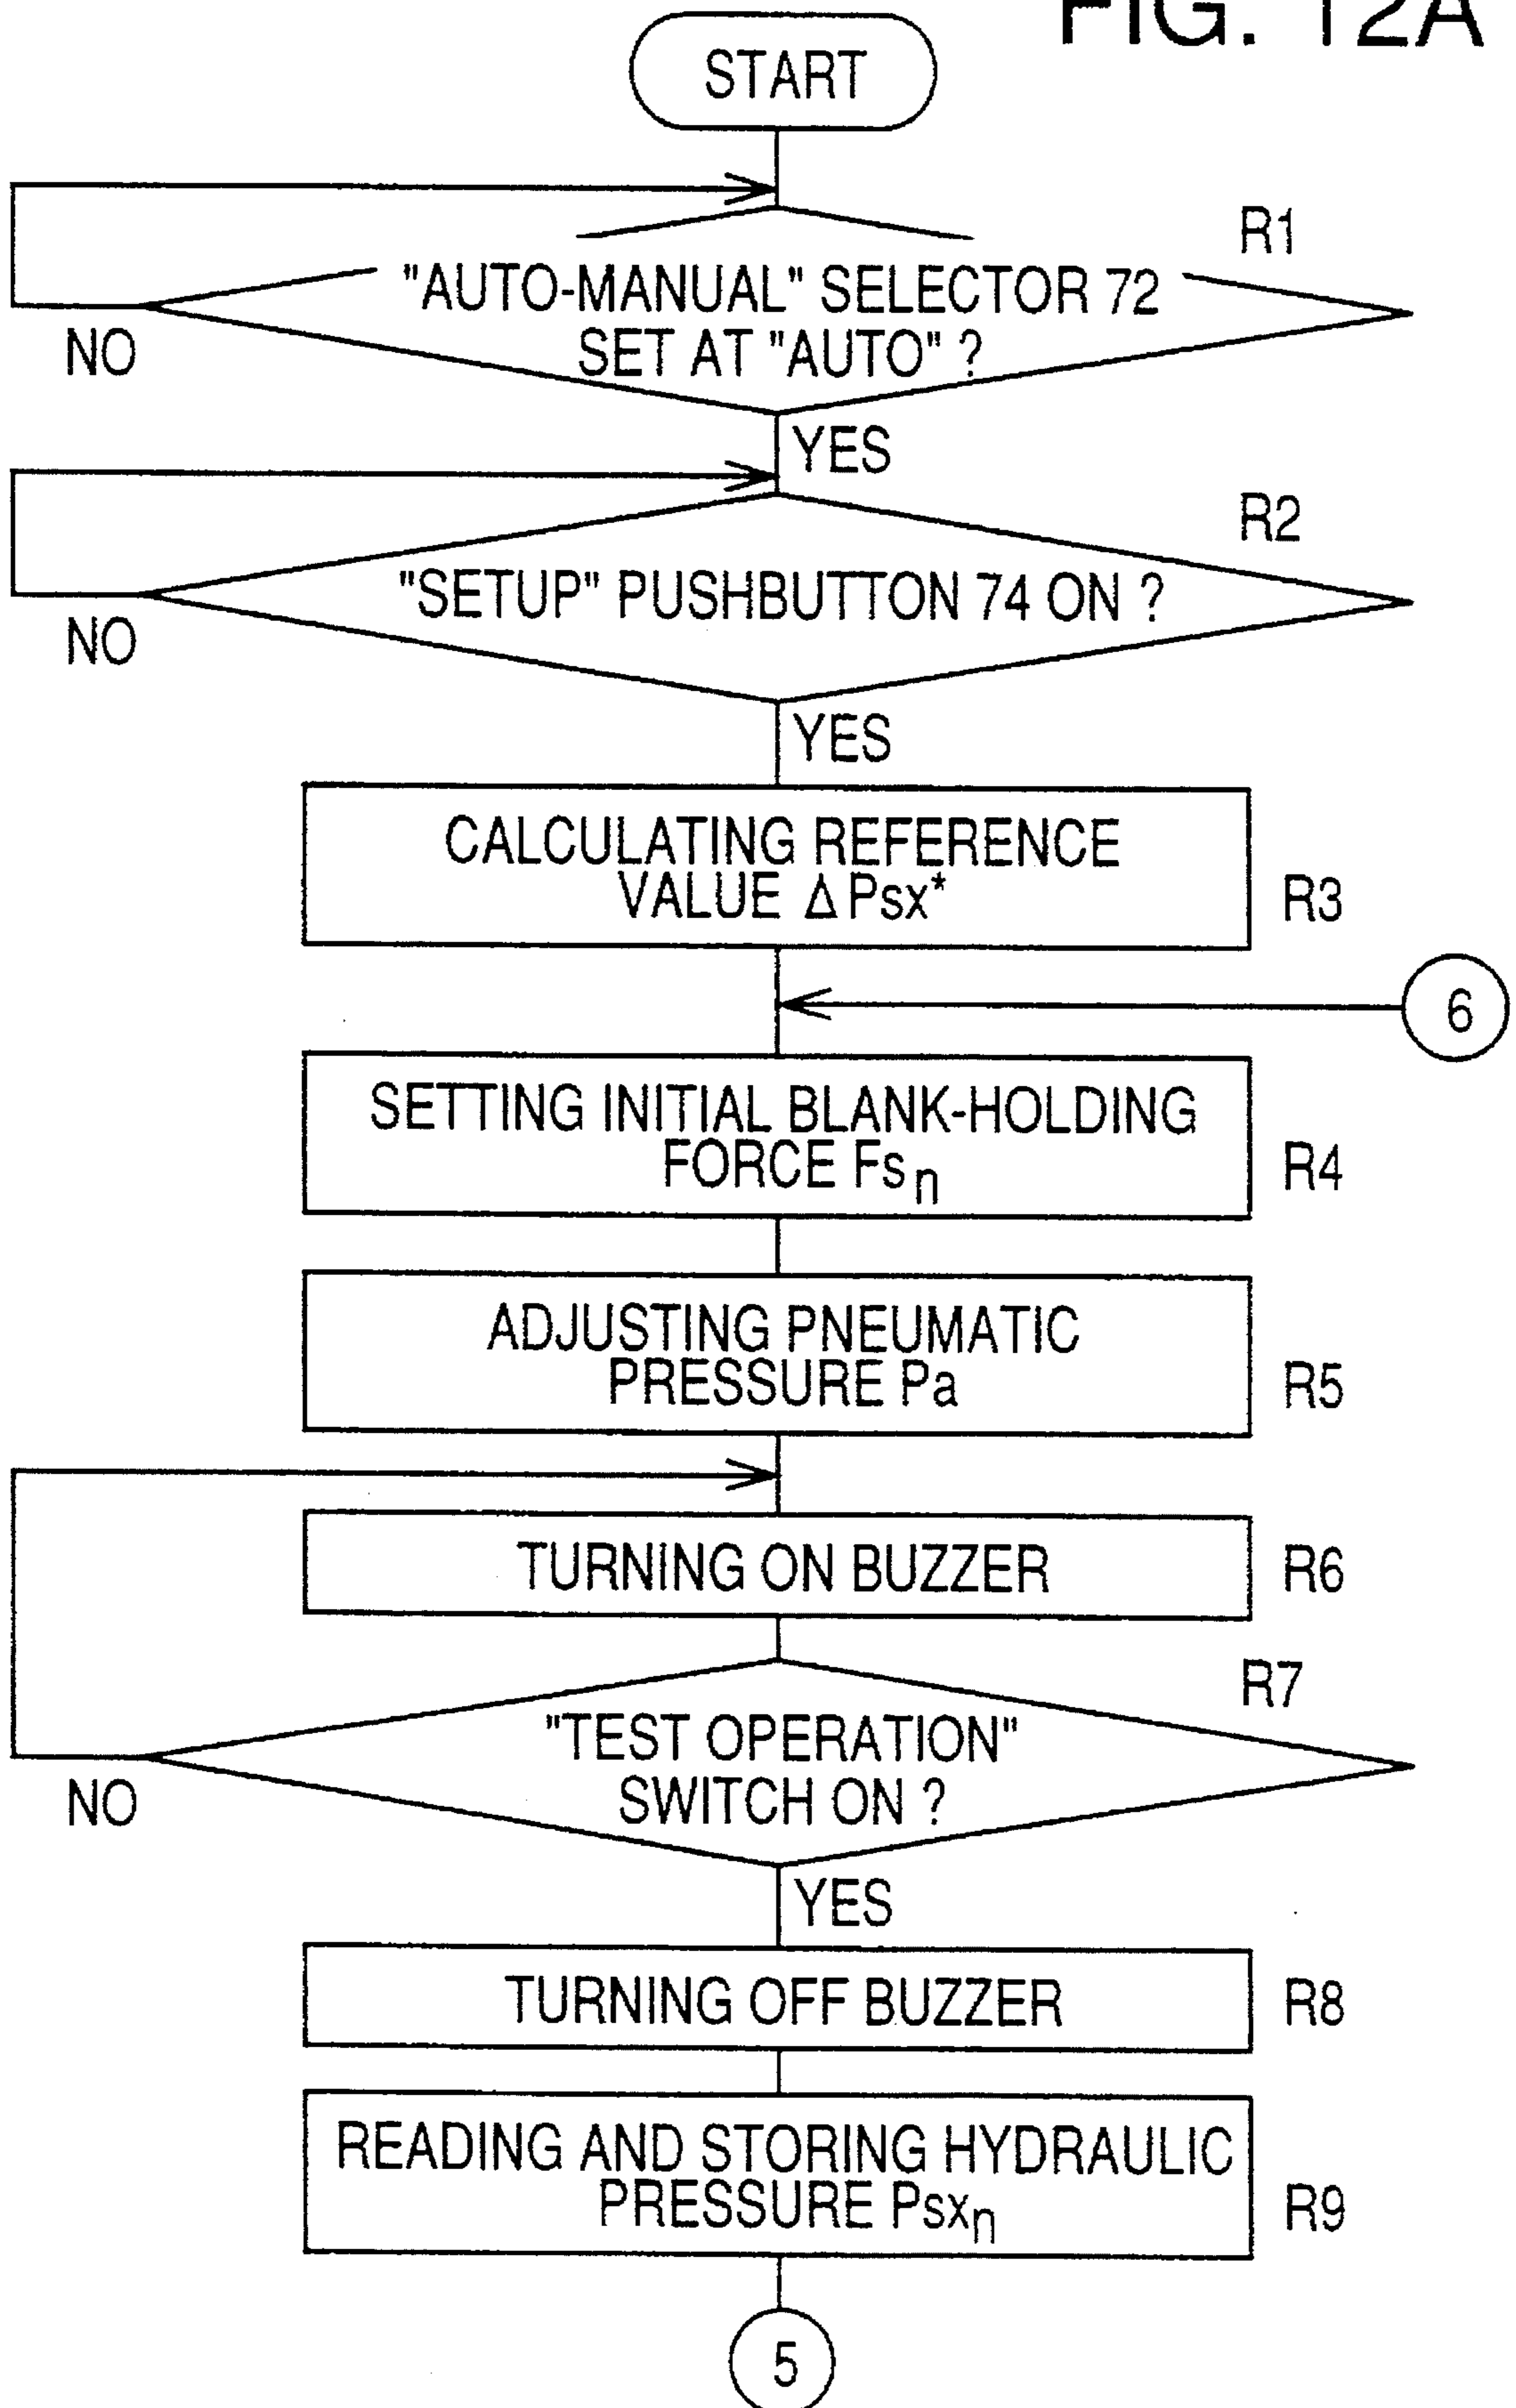 FIG. 12A
START
R1
"AUTO-MANUAL" SELECTOR 72
SET AT "AUTO" ?
NO
YES
R2
"SETUP" PUSHBUTTON 74 ON ?
NO
YES
CALCULATING REFERENCE
VALUE Δ Psx*
R3
6
SETTING INITIAL BLANK-HOLDING
FORCE Fsn
R4
ADJUSTING PNEUMATIC
PRESSURE Pa
R5
TURNING ON BUZZER
R6
R7
"TEST OPERATION"
SWITCH ON ?
NO
YES
TURNING OFF BUZZER
R8
READING AND STORING HYDRAULIC
PRESSURE Psxn
R9
5